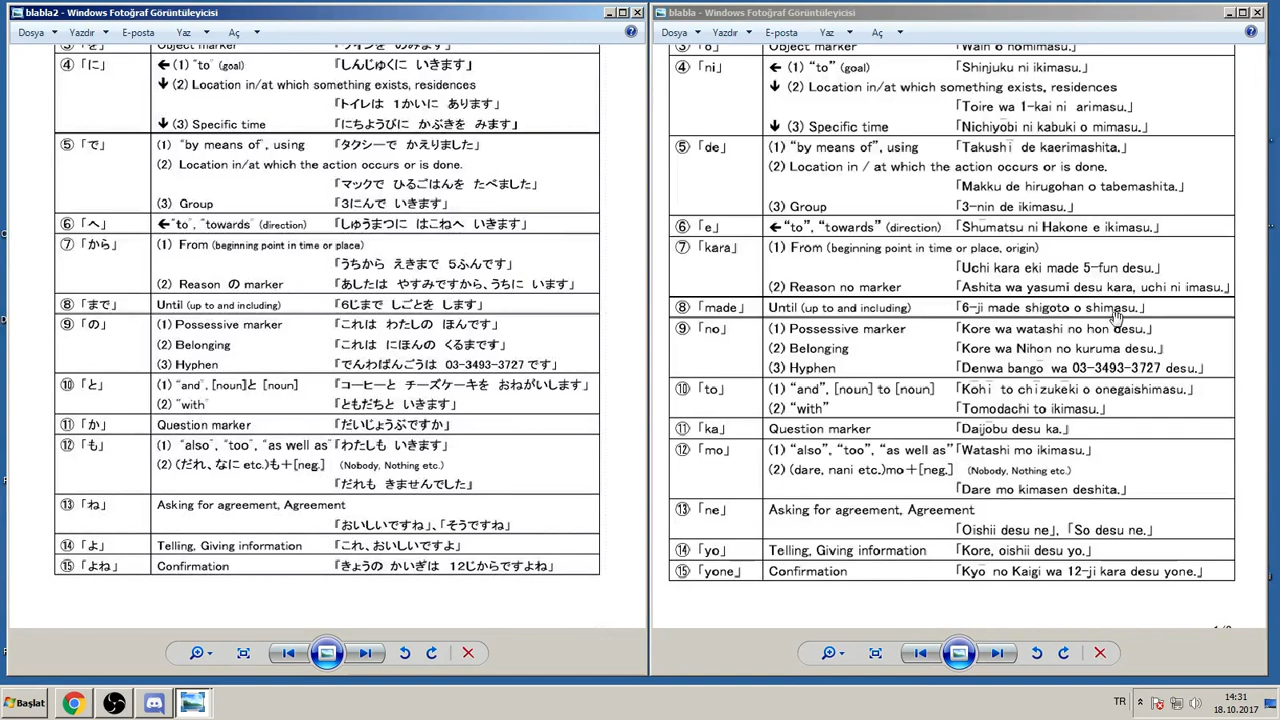 blabla2 - Windows Fotoğraf Görüntüleyicisi
Dosya Yazdır E-posta Yaz Aç
③「を」 Object marker 「ワインを のみます」
④「に」 ← (1) "to" (goal) 「しんじゅくに いきます」
↓ (2) Location in/at which something exists, residences
「トイレは 1かいに あります」
↓ (3) Specific time 「にちようびに かぶきを みます」
⑤「で」 (1) "by means of", using 「タクシーで かえりました」
(2) Location in/at which the action occurs or is done.
「マックで ひるごはんを たべました」
(3) Group 「3にんで いきます」
⑥「へ」 ←"to", "towards" (direction) 「しゅうまつに はこねへ いきます」
⑦「から」 (1) From (beginning point in time or place)
「うちから えきまで 5ふんです」
(2) Reason の marker 「あしたは やすみですから、うちに います」
⑧「まで」 Until (up to and including) 「6じまで しごとを します」
⑨「の」 (1) Possessive marker 「これは わたしの ほんです」
(2) Belonging 「これは にほんの くるまです」
(3) Hyphen 「でんわばんごうは 03-3493-3727 です」
⑩「と」 (1) "and", [noun]と [noun] 「コーヒーと チーズケーキを おねがいします」
(2) "with" 「ともだちと いきます」
⑪「か」 Question marker 「だいじょうぶですか」
⑫「も」 (1) "also", "too", "as well as" 「わたしも いきます」
(2) (だれ、なに etc.)も+[neg.] (Nobody, Nothing etc.)
「だれも きませんでした」
⑬「ね」 Asking for agreement, Agreement
「おいしいですね」、「そうですね」
⑭「よ」 Telling, Giving information 「これ、おいしいですよ」
⑮「よね」 Confirmation 「きょうの かいぎは 12じからですよね」
blabla - Windows Fotoğraf Görüntüleyicisi
Dosya Yazdır E-posta Yaz Aç
③「o」 Object marker 「Wain o nomimasu.」
④「ni」 ← (1) "to" (goal) 「Shinjuku ni ikimasu.」
↓ (2) Location in/at which something exists, residences
「Toire wa 1-kai ni arimasu.」
↓ (3) Specific time 「Nichiyōbi ni kabuki o mimasu.」
⑤「de」 (1) "by means of", using 「Takushī de kaerimashita.」
(2) Location in / at which the action occurs or is done.
「Makku de hirugohan o tabemashita.」
(3) Group 「3-nin de ikimasu.」
⑥「e」 ←"to", "towards" (direction) 「Shūmatsu ni Hakone e ikimasu.」
⑦「kara」 (1) From (beginning point in time or place, origin)
「Uchi kara eki made 5-fun desu.」
(2) Reason no marker 「Ashita wa yasumi desu kara, uchi ni imasu.」
⑧「made」 Until (up to and including) 「6-ji made shigoto o shimasu.」
⑨「no」 (1) Possessive marker 「Kore wa watashi no hon desu.」
(2) Belonging 「Kore wa Nihon no kuruma desu.」
(3) Hyphen 「Denwa bangō wa 03-3493-3727 desu.」
⑩「to」 (1) "and", [noun] to [noun] 「Kōhī to chīzukēki o onegaishimasu.」
(2) "with" 「Tomodachi to ikimasu.」
⑪「ka」 Question marker 「Daijōbu desu ka.」
⑫「mo」 (1) "also", "too", "as well as" 「Watashi mo ikimasu.」
(2) (dare, nani etc.)mo+[neg.] (Nobody, Nothing etc.)
「Dare mo kimasen deshita.」
⑬「ne」 Asking for agreement, Agreement
「Oishii desu ne」, 「So desu ne.」
⑭「yo」 Telling, Giving information 「Kore, oishii desu yo.」
⑮「yone」 Confirmation 「Kyō no Kaigi wa 12-ji kara desu yone.」
Başlat
TR
14:31
18.10.2017